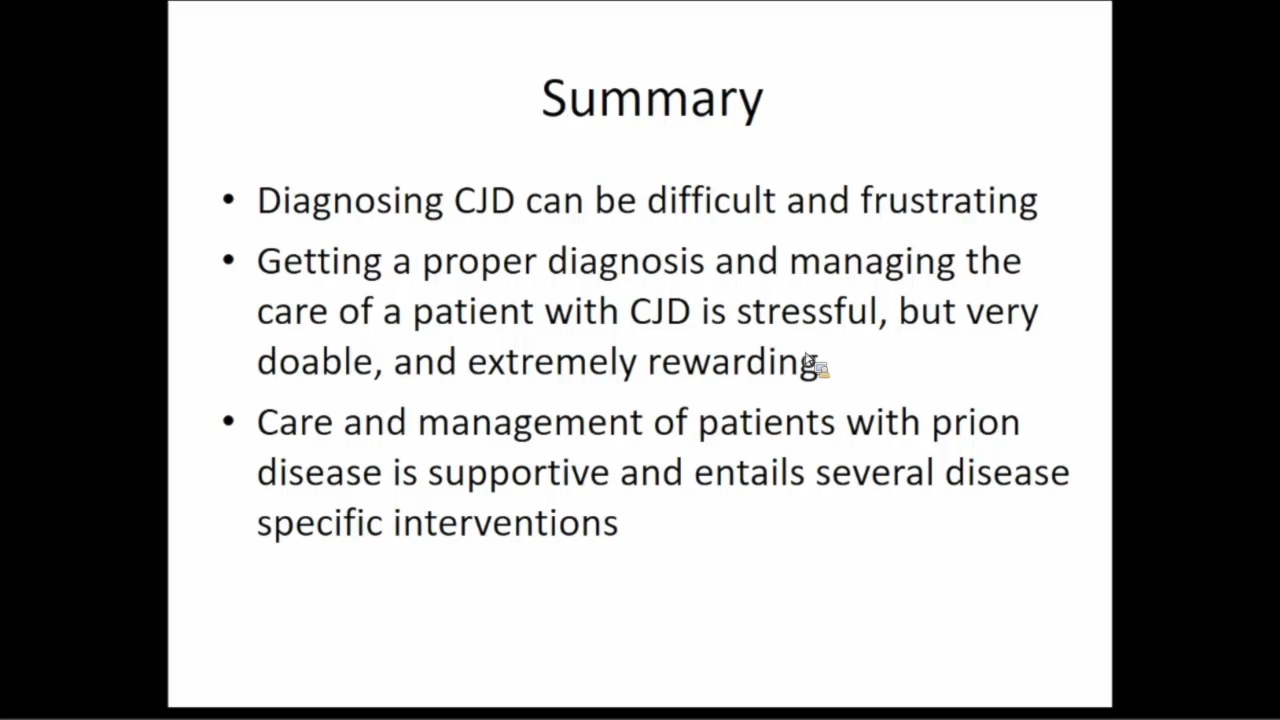 Summary
• Diagnosing CJD can be difficult and frustrating
• Getting a proper diagnosis and managing the
care of a patient with CJD is stressful, but very
doable, and extremely rewarding
• Care and management of patients with prion
disease is supportive and entails several disease
specific interventions